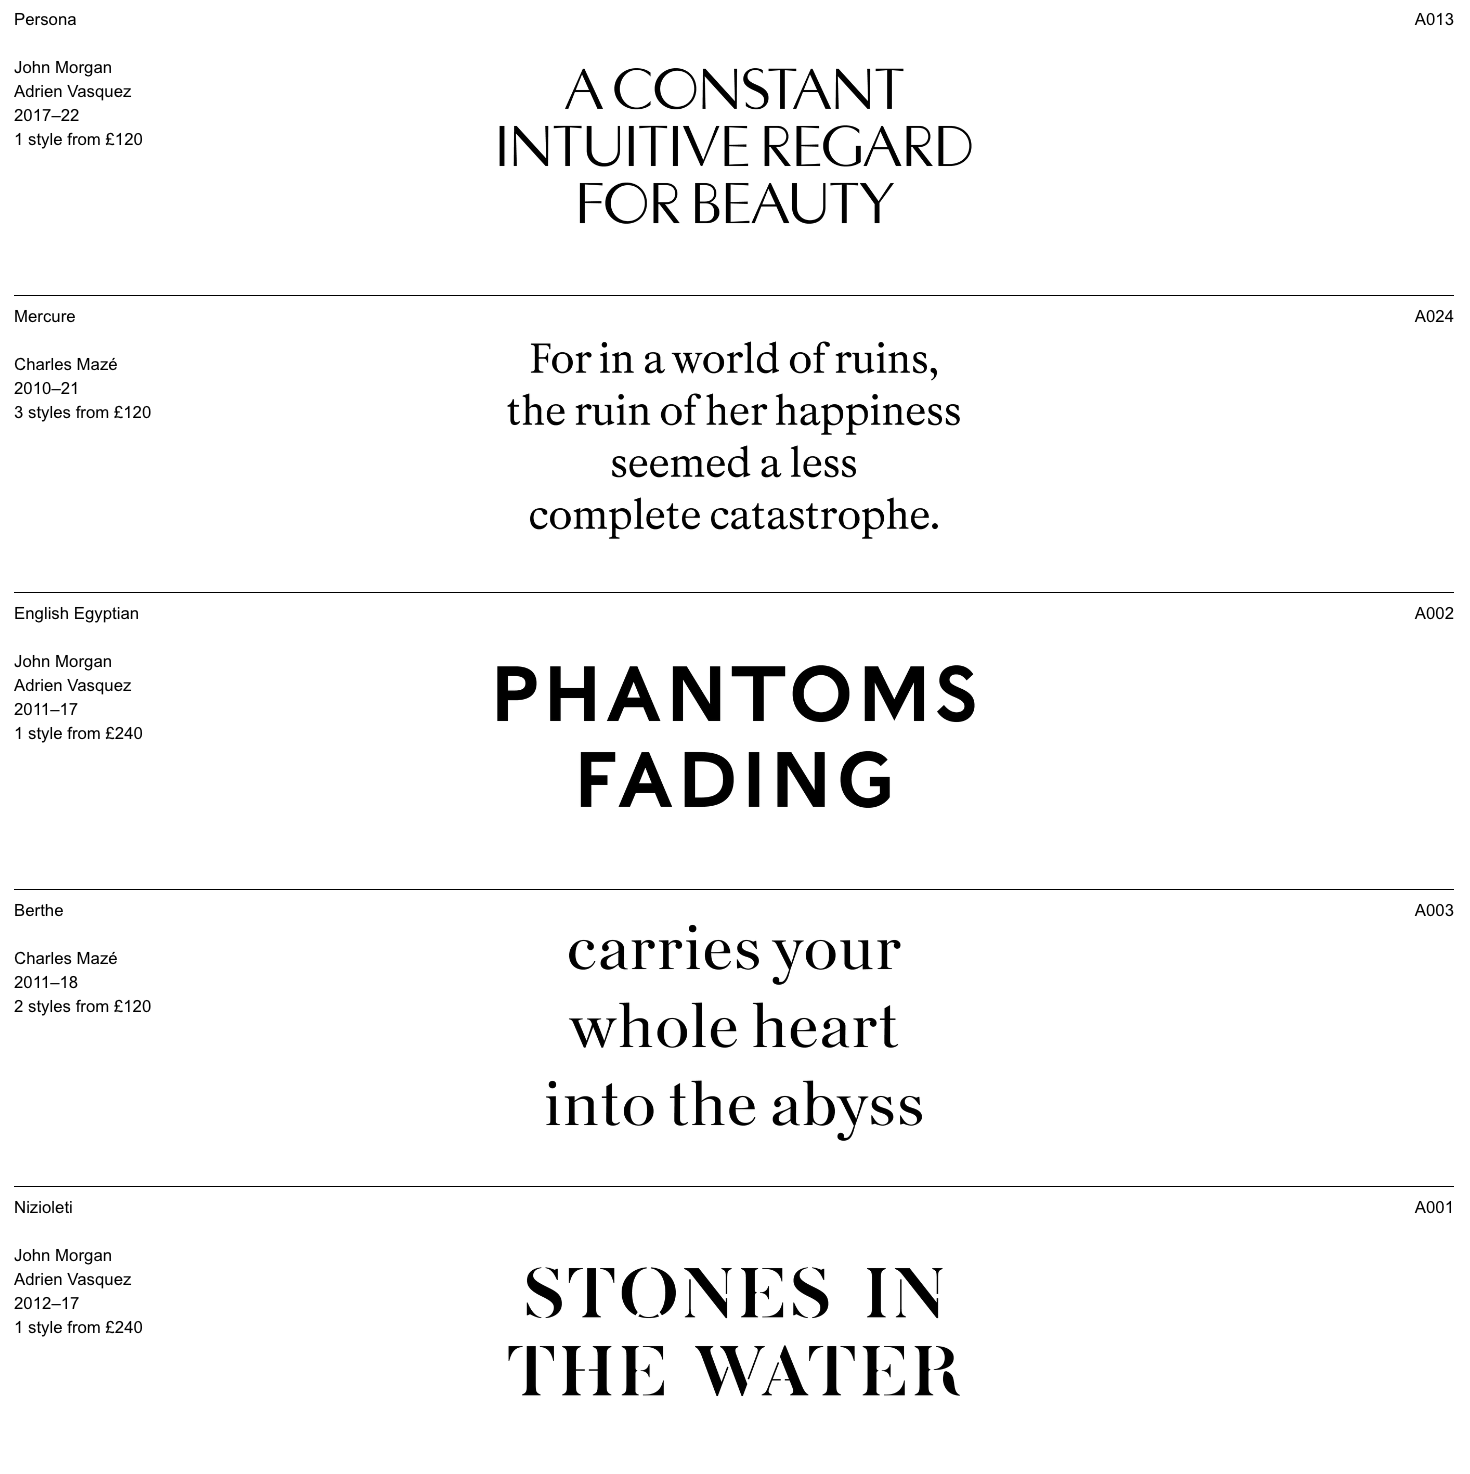 Persona
A013
John Morgan
Adrien Vasquez
2017–22
1 style from £120
A CONSTANT
INTUITIVE REGARD
FOR BEAUTY
Mercure
A024
Charles Mazé
2010–21
3 styles from £120
For in a world of ruins,
the ruin of her happiness
seemed a less
complete catastrophe.
English Egyptian
A002
John Morgan
Adrien Vasquez
2011–17
1 style from £240
PHANTOMS
FADING
Berthe
A003
Charles Mazé
2011–18
2 styles from £120
carries your
whole heart
into the abyss
Nizioleti
A001
John Morgan
Adrien Vasquez
2012–17
1 style from £240
STONES IN
THE WATER